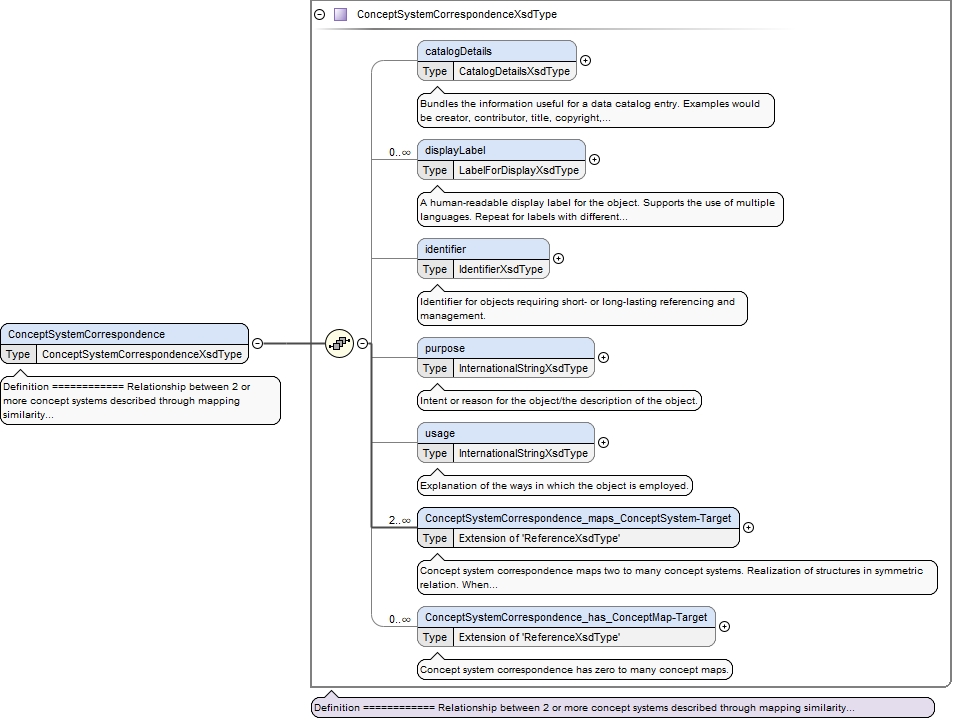 ConceptSystemCorrespondenceXsdType
catalogDetails
Type CatalogDetailsXsdType
Bundles the information useful for a data catalog entry. Examples would
be creator, contributor, title, copyright,...
0..∞
displayLabel
Type LabelForDisplayXsdType
A human-readable display label for the object. Supports the use of multiple
languages. Repeat for labels with different...
identifier
Type IdentifierXsdType
Identifier for objects requiring short- or long-lasting referencing and
management.
ConceptSystemCorrespondence
Type ConceptSystemCorrespondenceXsdType
Definition ============ Relationship between 2 or
more concept systems described through mapping
similarity...
purpose
Type InternationalStringXsdType
Intent or reason for the object/the description of the object.
usage
Type InternationalStringXsdType
Explanation of the ways in which the object is employed.
2..∞
ConceptSystemCorrespondence_maps_ConceptSystem-Target
Type Extension of 'ReferenceXsdType'
Concept system correspondence maps two to many concept systems. Realization of structures in symmetric
relation. When...
0..∞
ConceptSystemCorrespondence_has_ConceptMap-Target
Type Extension of 'ReferenceXsdType'
Concept system correspondence has zero to many concept maps.
Definition ============ Relationship between 2 or more concept systems described through mapping similarity...